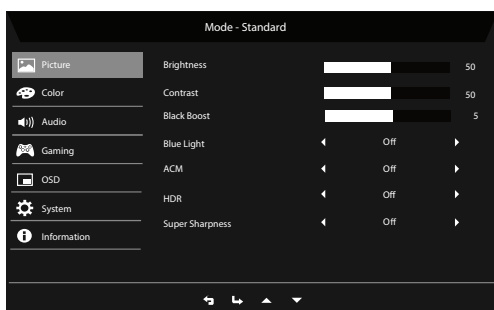 Mode - Standard
Picture
Color
Audio
Gaming
OSD
System
Information
Brightness 50
Contrast 50
Black Boost 5
Blue Light Off
ACM Off
HDR Off
Super Sharpness Off